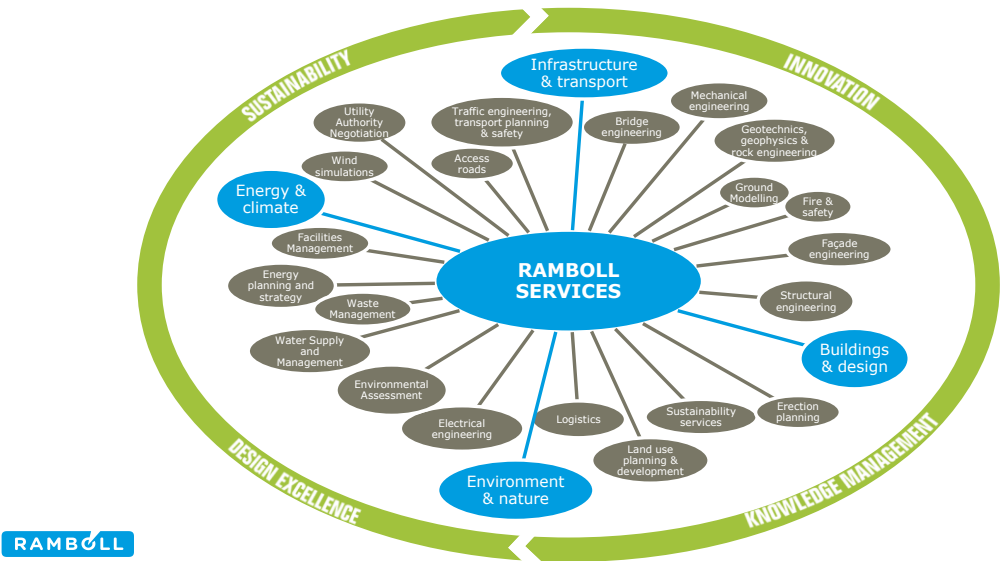 SUSTAINABILITY
INNOVATION
Infrastructure
& transport
Mechanical
engineering
Utility
Authority
Negotiation
Traffic engineering,
transport planning
& safety
Bridge
engineering
Geotechnics,
geophysics &
rock engineering
Wind
simulations
Access
roads
Energy &
climate
Ground
Modelling
Fire &
safety
Facilities
Management
Façade
engineering
RAMBOLL
SERVICES
Energy
planning and
strategy
Waste
Management
Structural
engineering
Water Supply
and
Management
Buildings
& design
Environmental
Assessment
Electrical
engineering
Logistics
Sustainability
services
Erection
planning
Land use
planning &
development
Environment
& nature
DESIGN EXCELLENCE
KNOWLEDGE MANAGEMENT
RAMBOLL